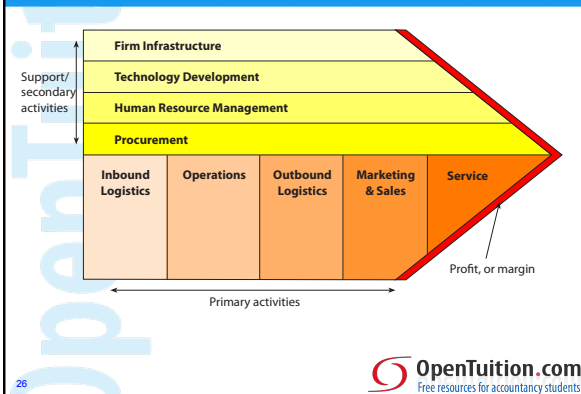 Firm Infrastructure
Support/
secondary
activities
Technology Development
Human Resource Management
Procurement
Inbound
Logistics
Operations
Outbound
Logistics
Marketing
& Sales
Service
Profit, or margin
Primary activities
26
OpenTuition.com
Free resources for accountancy students
OpenTuit